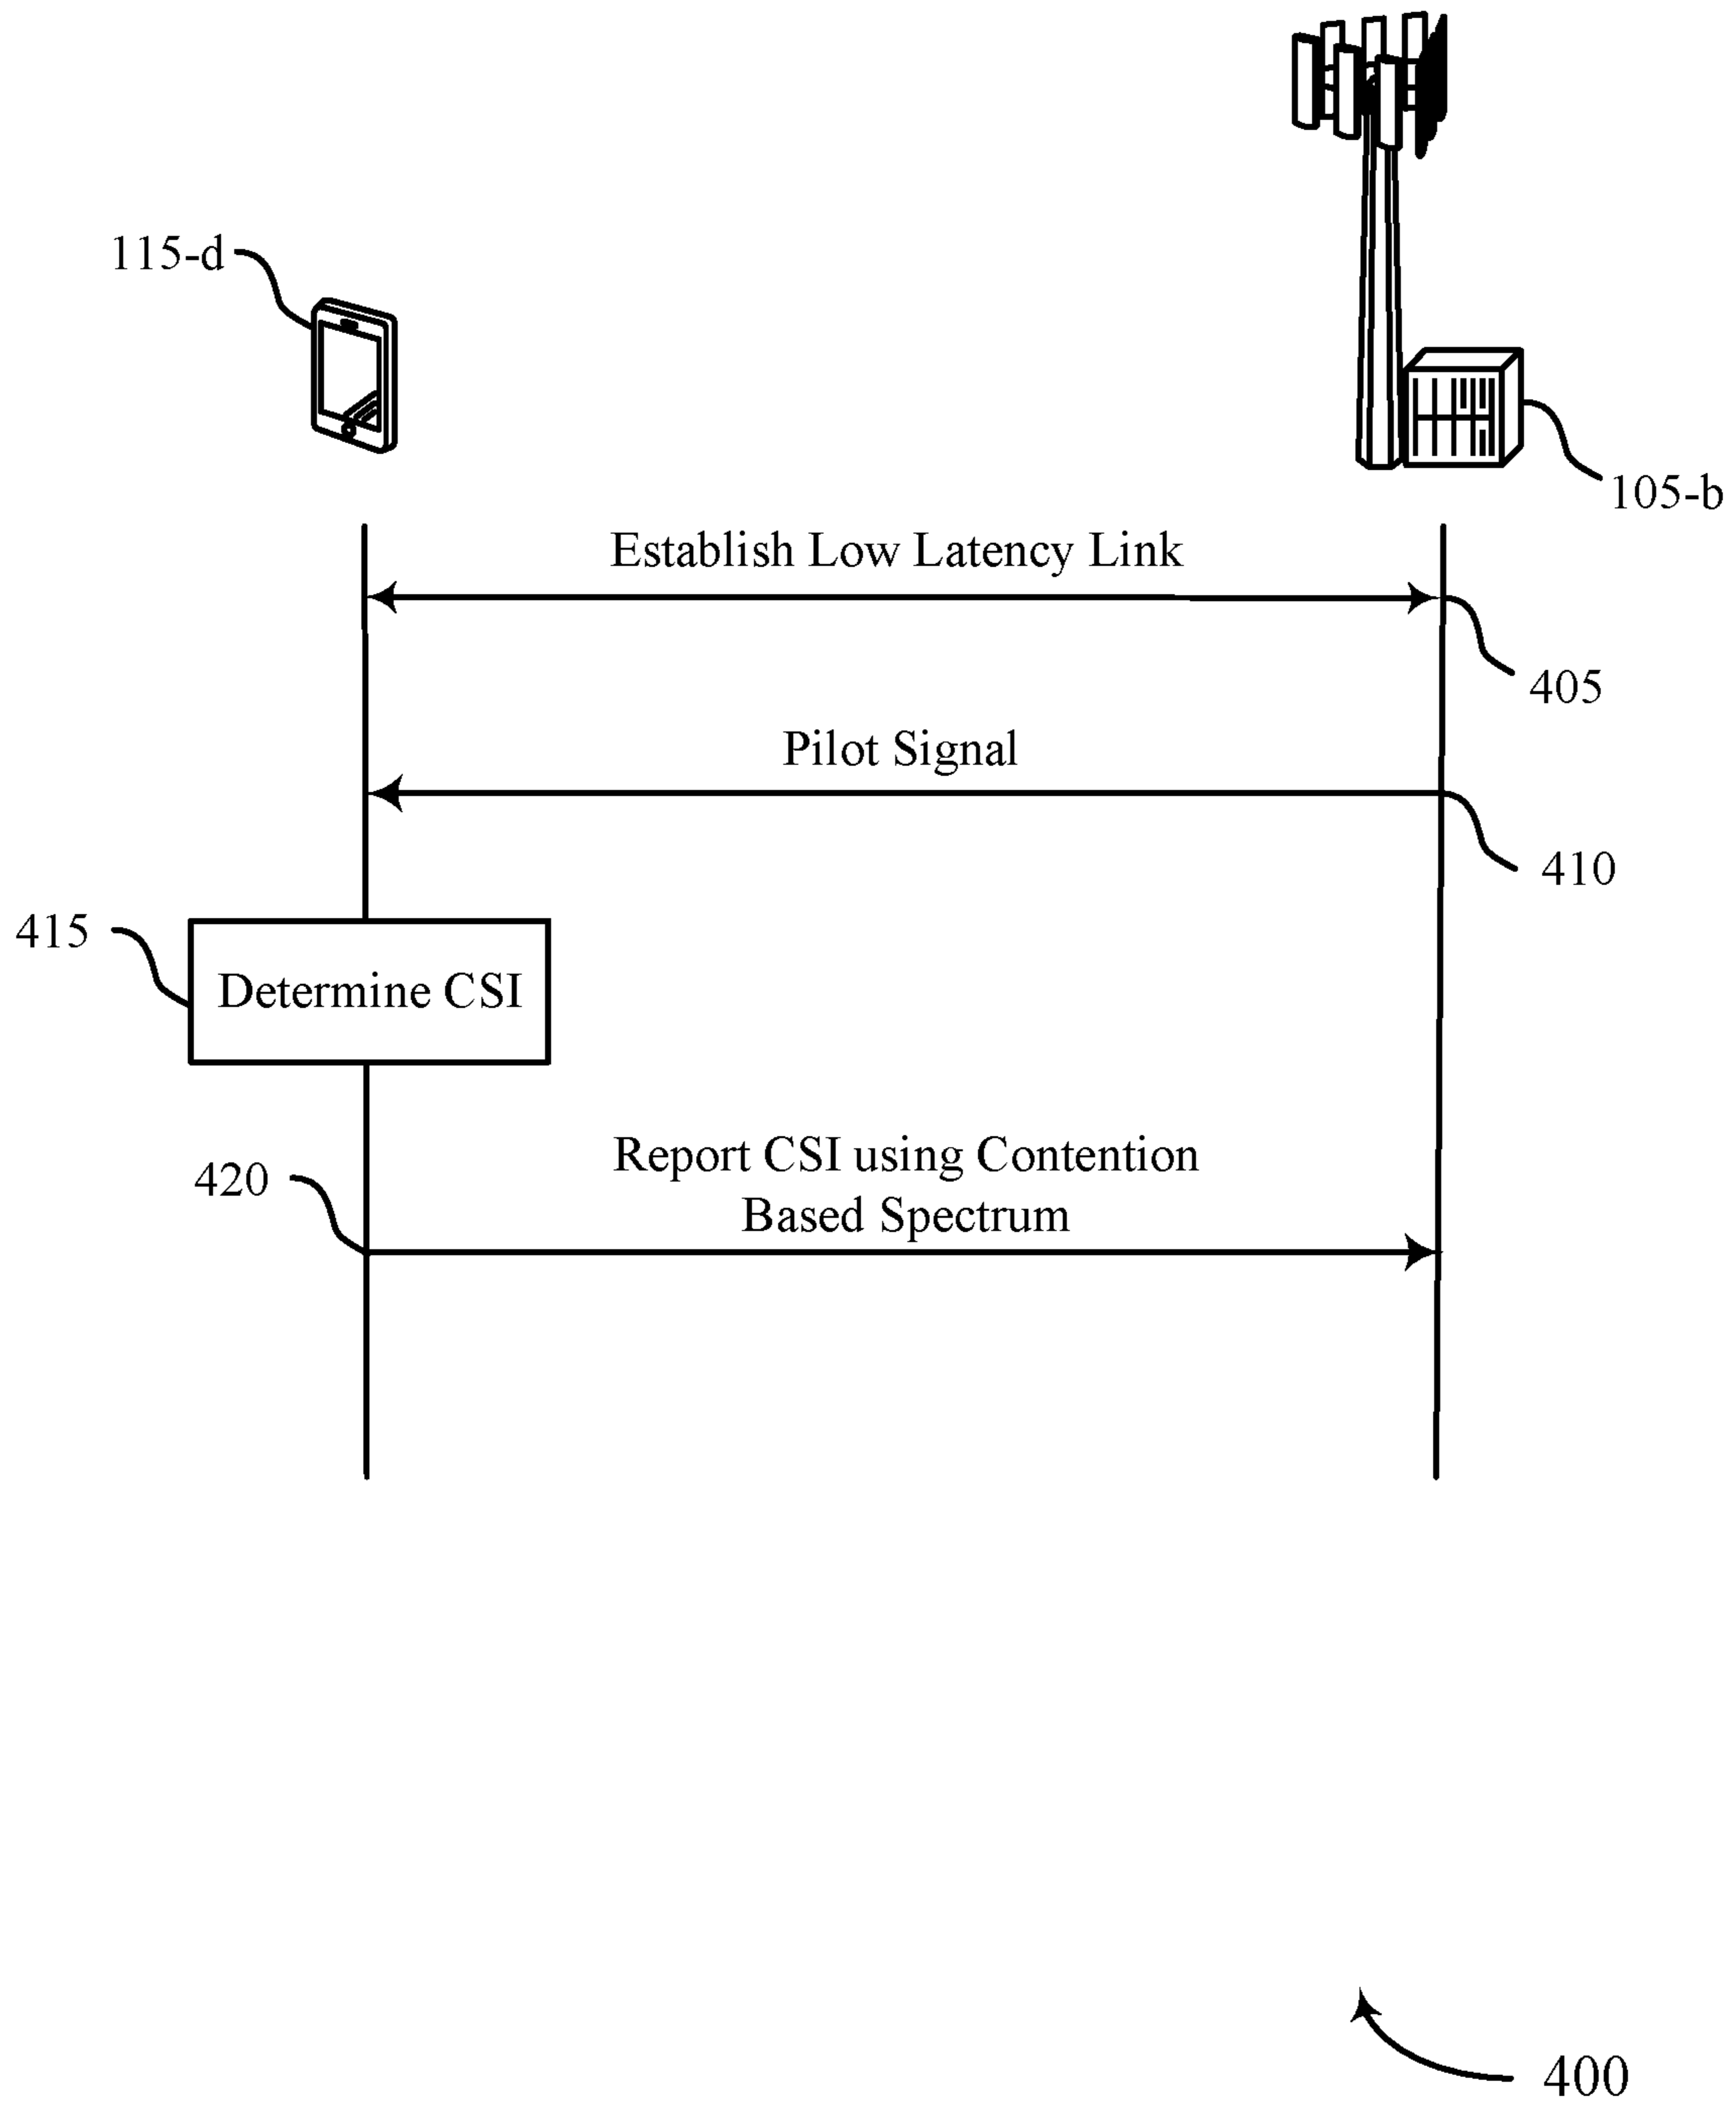 115-d
105-b
Establish Low Latency Link
405
Pilot Signal
410
415
Determine CSI
420
Report CSI using Contention
Based Spectrum
400